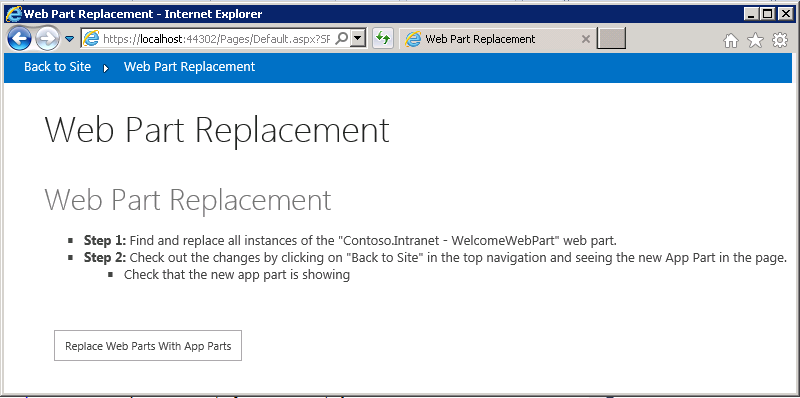 Web Part Replacement - Internet Explorer
https://localhost:44302/Pages/Default.aspx?SF
Web Part Replacement
Back to Site
Web Part Replacement
Web Part Replacement
Web Part Replacement
Step 1: Find and replace all instances of the "Contoso.Intranet - WelcomeWebPart" web part.
Step 2: Check out the changes by clicking on "Back to Site" in the top navigation and seeing the new App Part in the page.
Check that the new app part is showing
Replace Web Parts With App Parts